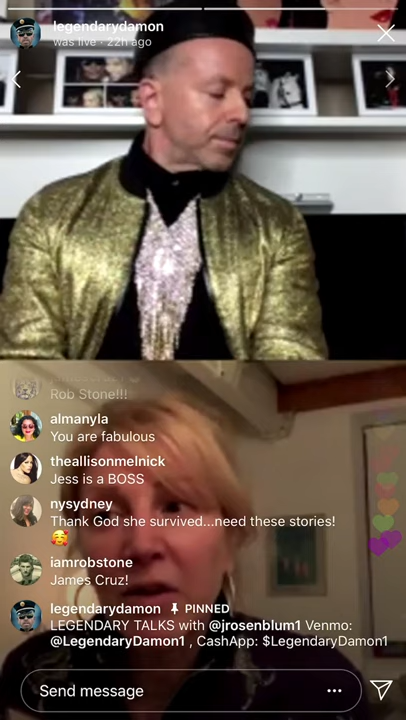 legendarydamon
was live · 22h ago
Rob Stone!!!
almanyla
You are fabulous
theallisonmelnick
Jess is a BOSS
nysydney
Thank God she survived...need these stories!
🥰
iamrobstone
James Cruz!
legendarydamon PINNED
LEGENDARY TALKS with @jrosenblum1 Venmo:
@LegendaryDamon1 , CashApp: $LegendaryDamon1
Send message